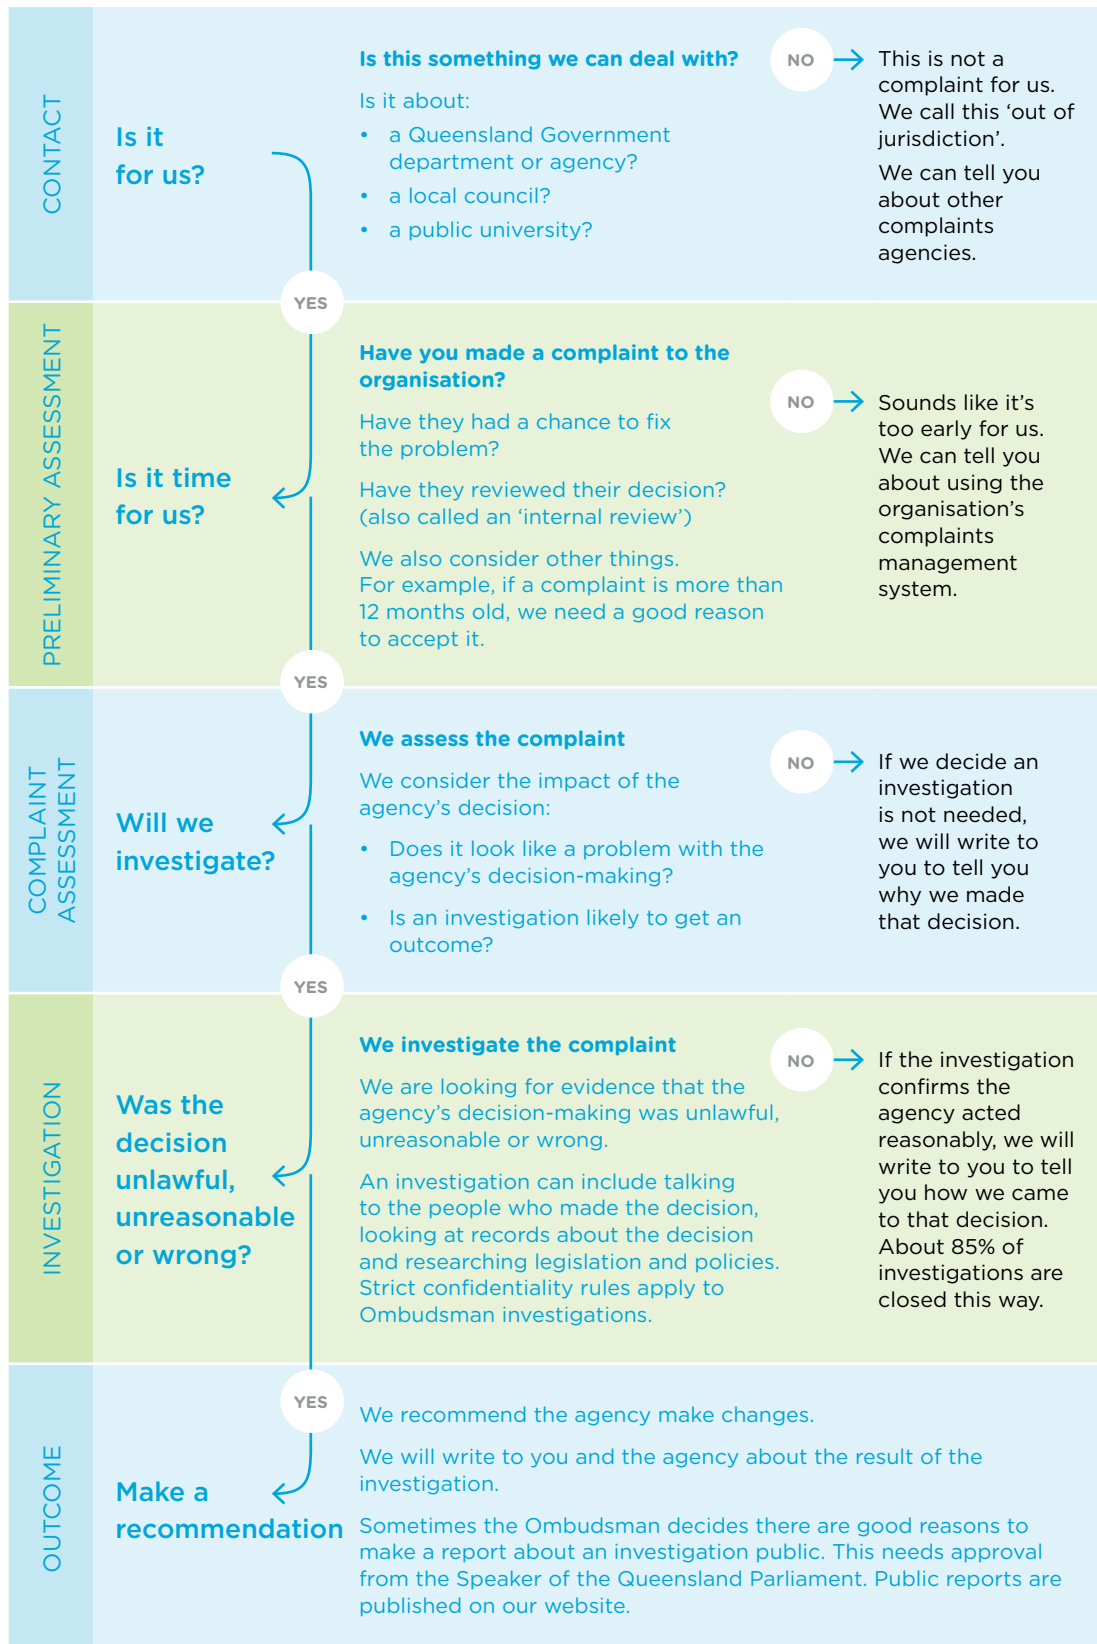 CONTACT
Is it
for us?
Is this something we can deal with?
Is it about:
• a Queensland Government
department or agency?
• a local council?
• a public university?
NO
This is not a
complaint for us.
We call this ‘out of
jurisdiction’.
We can tell you
about other
complaints
agencies.
YES
PRELIMINARY ASSESSMENT
Is it time
for us?
Have you made a complaint to the
organisation?
Have they had a chance to fix
the problem?
Have they reviewed their decision?
(also called an ‘internal review’)
We also consider other things.
For example, if a complaint is more than
12 months old, we need a good reason
to accept it.
NO
Sounds like it’s
too early for us.
We can tell you
about using the
organisation’s
complaints
management
system.
YES
COMPLAINT
ASSESSMENT
Will we
investigate?
We assess the complaint
We consider the impact of the
agency’s decision:
• Does it look like a problem with the
agency’s decision-making?
• Is an investigation likely to get an
outcome?
NO
If we decide an
investigation
is not needed,
we will write to
you to tell you
why we made
that decision.
YES
INVESTIGATION
Was the
decision
unlawful,
unreasonable
or wrong?
We investigate the complaint
We are looking for evidence that the
agency’s decision-making was unlawful,
unreasonable or wrong.
An investigation can include talking
to the people who made the decision,
looking at records about the decision
and researching legislation and policies.
Strict confidentiality rules apply to
Ombudsman investigations.
NO
If the investigation
confirms the
agency acted
reasonably, we will
write to you to tell
you how we came
to that decision.
About 85% of
investigations are
closed this way.
YES
OUTCOME
Make a
recommendation
We recommend the agency make changes.
We will write to you and the agency about the result of the
investigation.
Sometimes the Ombudsman decides there are good reasons to
make a report about an investigation public. This needs approval
from the Speaker of the Queensland Parliament. Public reports are
published on our website.